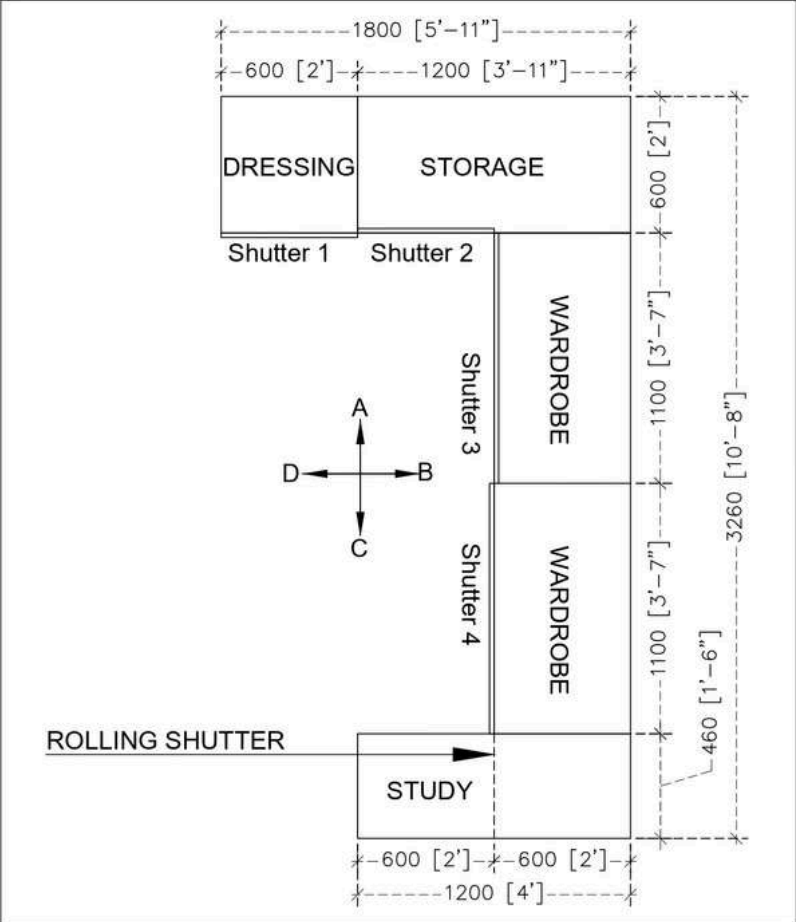 1800 [5'-11"]
600 [2']
1200 [3'-11"]
DRESSING
STORAGE
600 [2']
Shutter 1
Shutter 2
WARDROBE
1100 [3'-7"]
Shutter 3
A
D
B
C
3260 [10'-8"]
Shutter 4
WARDROBE
1100 [3'-7"]
460 [1'-6"]
ROLLING SHUTTER
STUDY
600 [2']
600 [2']
1200 [4']